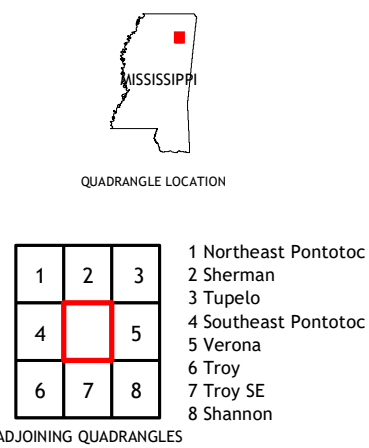 MISSISSIPPI
QUADRANGLE LOCATION
1 2 3
4 5
6 7 8
1 Northeast Pontotoc
2 Sherman
3 Tupelo
4 Southeast Pontotoc
5 Verona
6 Troy
7 Troy SE
8 Shannon
ADJOINING QUADRANGLES